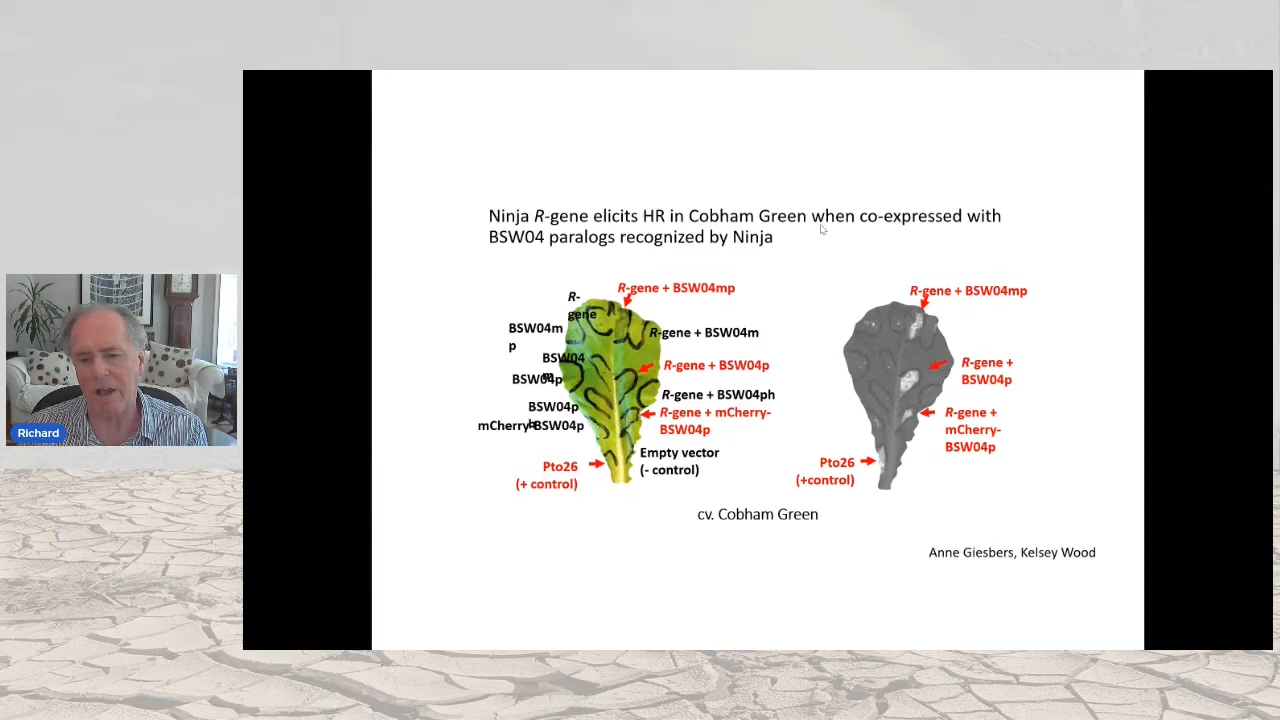 Ninja R-gene elicits HR in Cobham Green when co-expressed with
BSW04 paralogs recognized by Ninja
R-
gene
BSW04m
p
BSW04
m
BSW04p
BSW04p
h
mCherry-BSW04p
Pto26
(+ control)
R-gene + BSW04mp
R-gene + BSW04m
R-gene + BSW04p
R-gene + BSW04ph
R-gene + mCherry-
BSW04p
Empty vector
(- control)
R-gene + BSW04mp
R-gene +
BSW04p
R-gene +
mCherry-
BSW04p
Pto26
(+control)
cv. Cobham Green
Anne Giesbers, Kelsey Wood
Richard